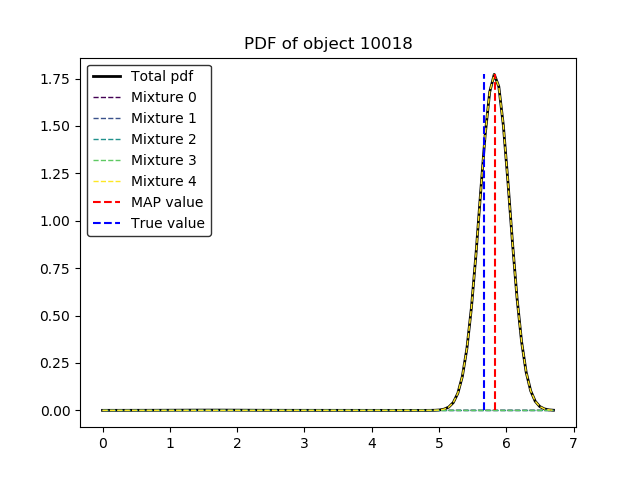 PDF of object 10018
Total pdf
Mixture 0
Mixture 1
Mixture 2
Mixture 3
Mixture 4
MAP value
True value
1.75
1.50
1.25
1.00
0.75
0.50
0.25
0.00
0 1 2 3 4 5 6 7